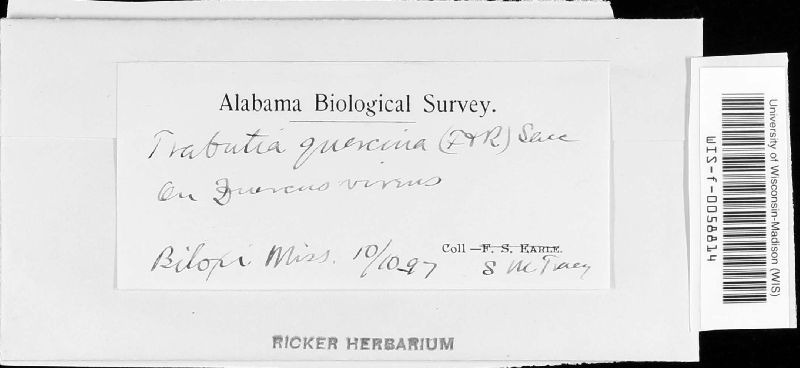 Alabama Biological Survey.
Trabutia quercina (F & R) Sacc
On Quercus virens
Biloxi Miss. 10/10-97
Coll - F. S. EARLE.
S M Tracy
RICKER HERBARIUM
University of Wisconsin-Madison (WIS)
WIS-f-0058814